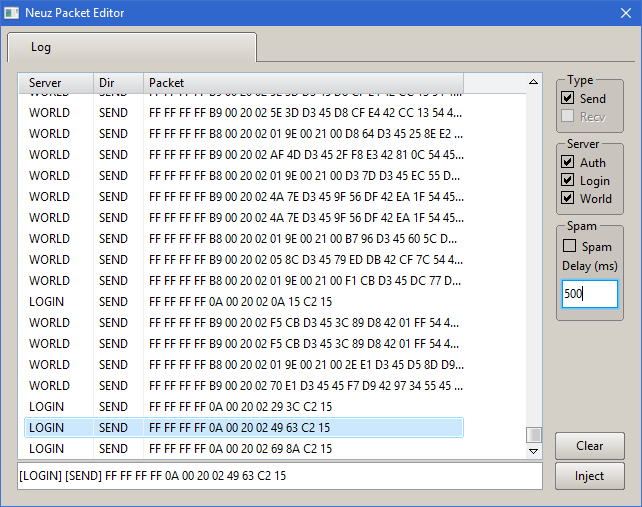 Neuz Packet Editor
Log
Server Dir Packet
WORLD SEND FF FF FF FF B9 00 20 02 5E 3D D3 45 D8 CF E4 42 CC 13 54 4...
WORLD SEND FF FF FF FF B8 00 20 02 01 9E 00 21 00 D8 64 D3 45 25 8E E2 ...
WORLD SEND FF FF FF FF B9 00 20 02 AF 4D D3 45 2F F8 E3 42 81 0C 54 45...
WORLD SEND FF FF FF FF B8 00 20 02 01 9E 00 21 00 D3 7D D3 45 EC 55 D...
WORLD SEND FF FF FF FF B9 00 20 02 4A 7E D3 45 9F 56 DF 42 EA 1F 54 45...
WORLD SEND FF FF FF FF B9 00 20 02 4A 7E D3 45 9F 56 DF 42 EA 1F 54 45...
WORLD SEND FF FF FF FF B8 00 20 02 01 9E 00 21 00 B7 96 D3 45 60 5C D...
WORLD SEND FF FF FF FF B9 00 20 02 05 8C D3 45 79 ED DB 42 CF 7C 54 4...
WORLD SEND FF FF FF FF B8 00 20 02 01 9E 00 21 00 F1 CB D3 45 DC 77 D...
LOGIN SEND FF FF FF FF 0A 00 20 02 0A 15 C2 15
WORLD SEND FF FF FF FF B9 00 20 02 F5 CB D3 45 3C 89 D8 42 01 FF 54 4...
WORLD SEND FF FF FF FF B9 00 20 02 F5 CB D3 45 3C 89 D8 42 01 FF 54 4...
WORLD SEND FF FF FF FF B8 00 20 02 01 9E 00 21 00 2E E1 D3 45 D5 8D D9...
WORLD SEND FF FF FF FF B9 00 20 02 70 E1 D3 45 45 F7 D9 42 97 34 55 45 ...
LOGIN SEND FF FF FF FF 0A 00 20 02 29 3C C2 15
LOGIN SEND FF FF FF FF 0A 00 20 02 49 63 C2 15
LOGIN SEND FF FF FF FF 0A 00 20 02 69 8A C2 15
[LOGIN] [SEND] FF FF FF FF 0A 00 20 02 49 63 C2 15
Type
Send
Recv
Server
Auth
Login
World
Spam
Spam
Delay (ms)
500
Clear
Inject